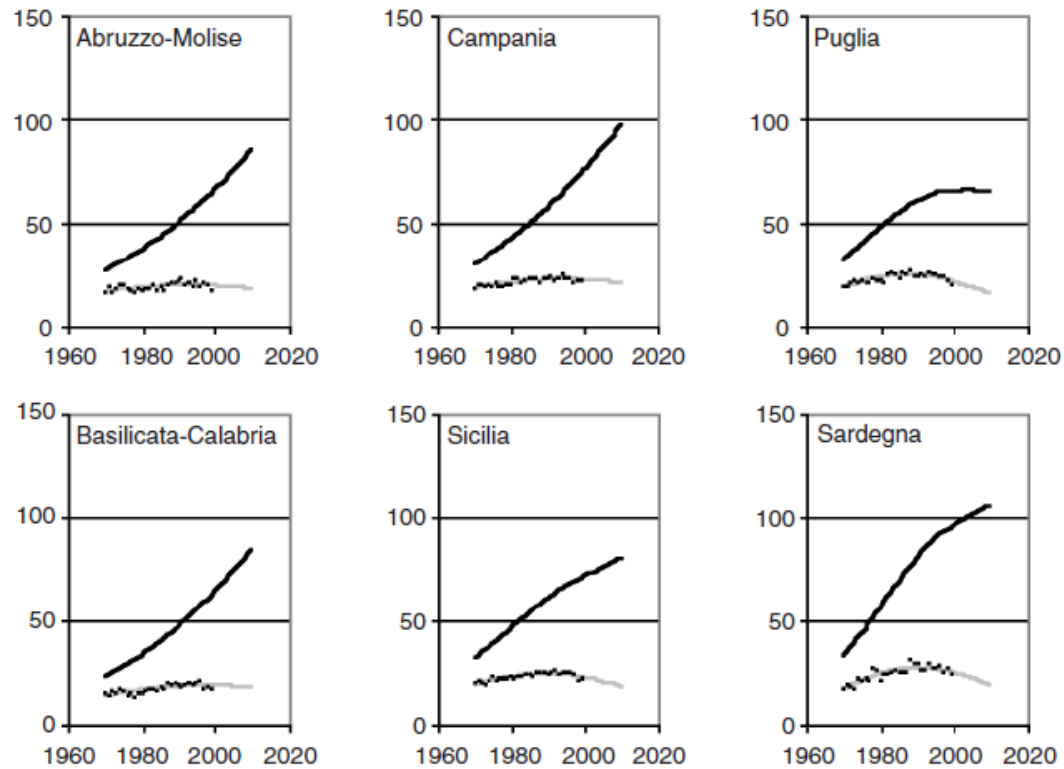 150 Abruzzo-Molise
100
50
0
1960 1980 2000 2020
150 Campania
100
50
0
1960 1980 2000 2020
150 Puglia
100
50
0
1960 1980 2000 2020
150 Basilicata-Calabria
100
50
0
1960 1980 2000 2020
150 Sicilia
100
50
0
1960 1980 2000 2020
150 Sardegna
100
50
0
1960 1980 2000 2020